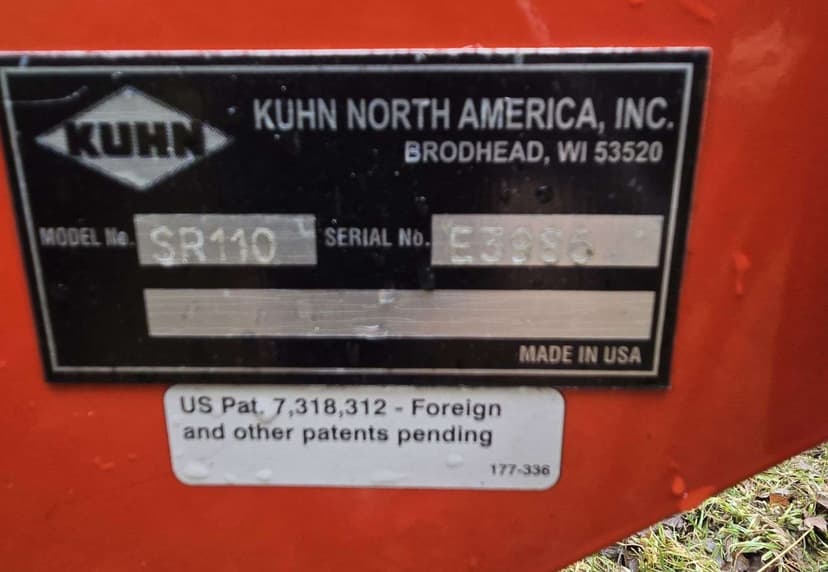 KUHN
KUHN NORTH AMERICA, INC.
BRODHEAD, WI 53520
MODEL No. SR110 SERIAL No.
MADE IN USA
US Pat. 7,318,312 - Foreign
and other patents pending
177-336